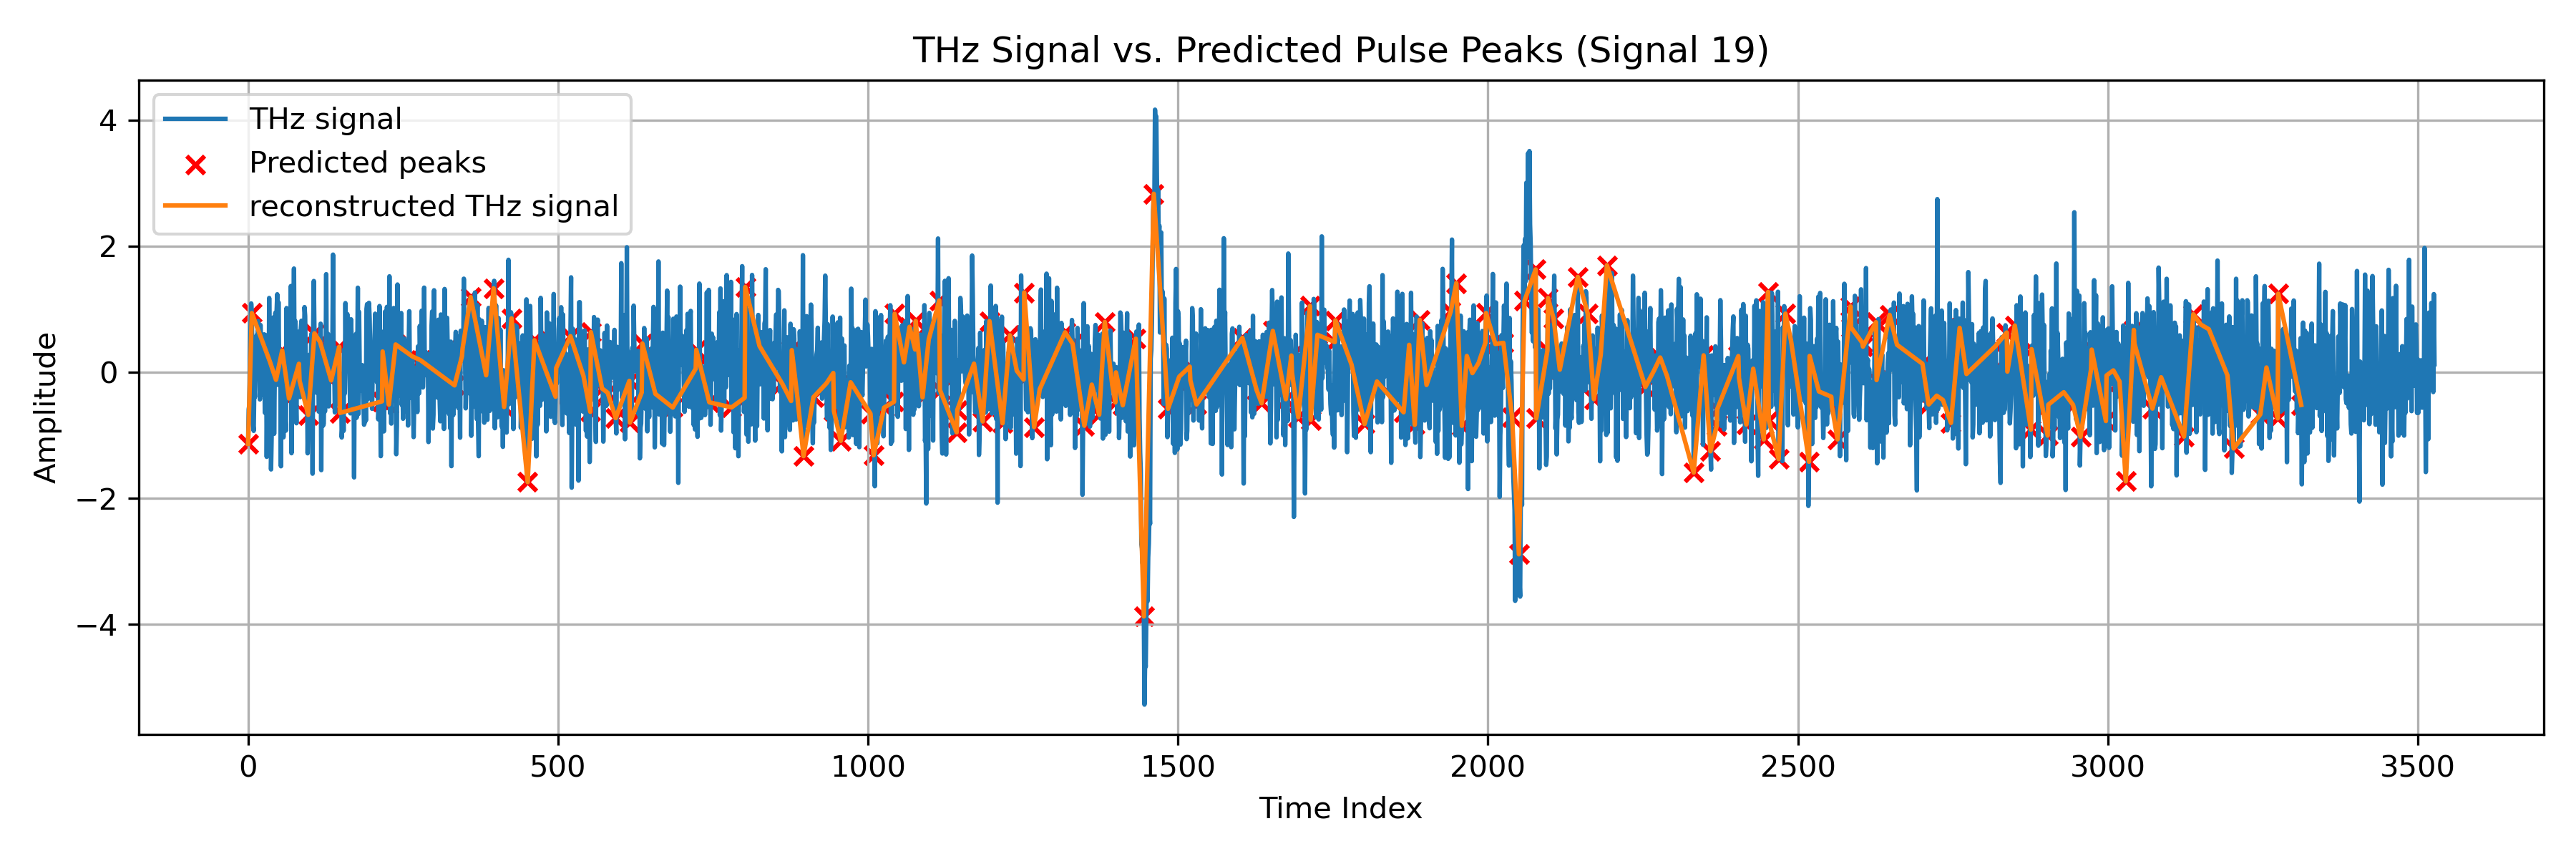 THz Signal vs. Predicted Pulse Peaks (Signal 19)
THz signal
Predicted peaks
reconstructed THz signal
Amplitude
4
2
0
−2
−4
0 500 1000 1500 2000 2500 3000 3500
Time Index